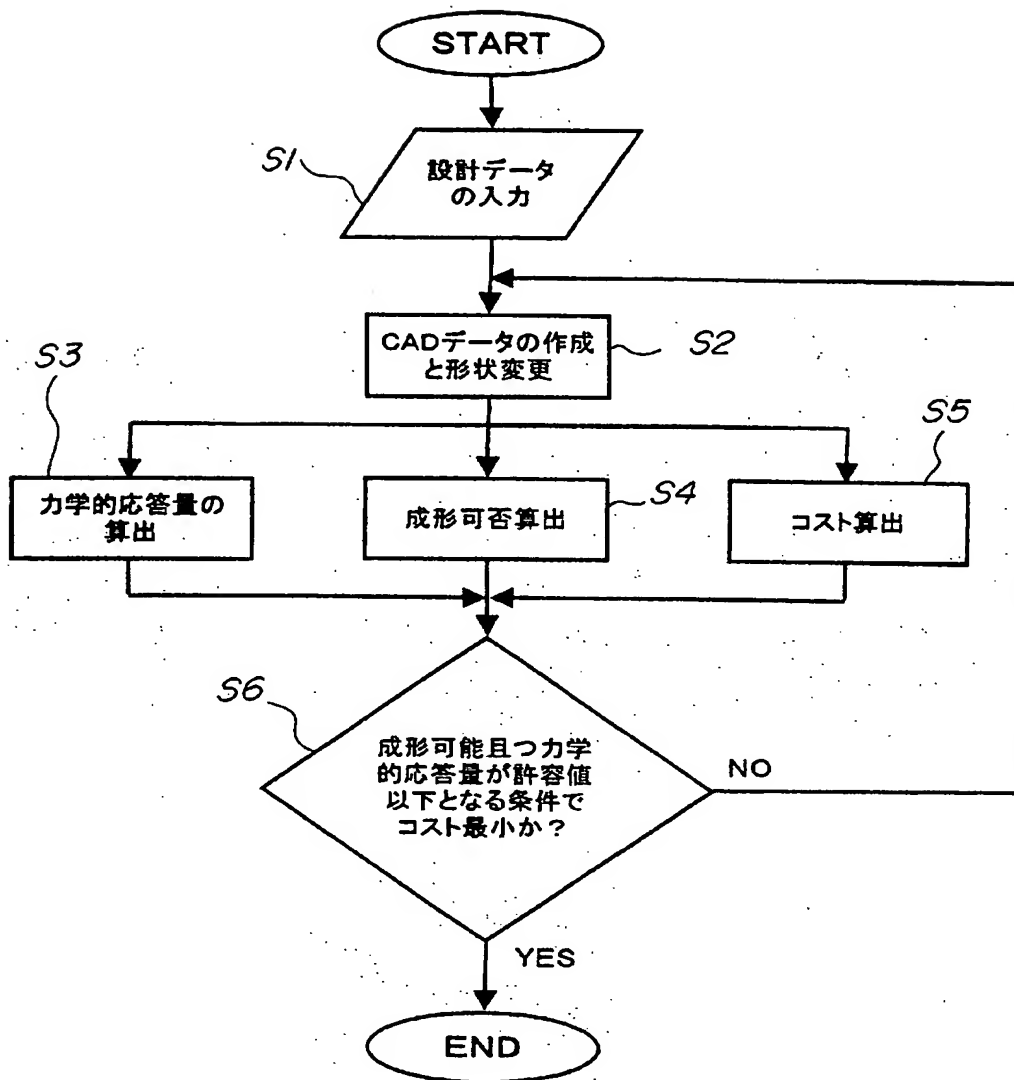 START
S1
設計データ
の入力
CADデータの作成
と形状変更
S2
S3
S5
力学的応答量の
算出
成形可否算出
S4
コスト算出
S6
成形可能且つ力学
的応答量が許容値
以下となる条件で
コスト最小か？
NO
YES
END